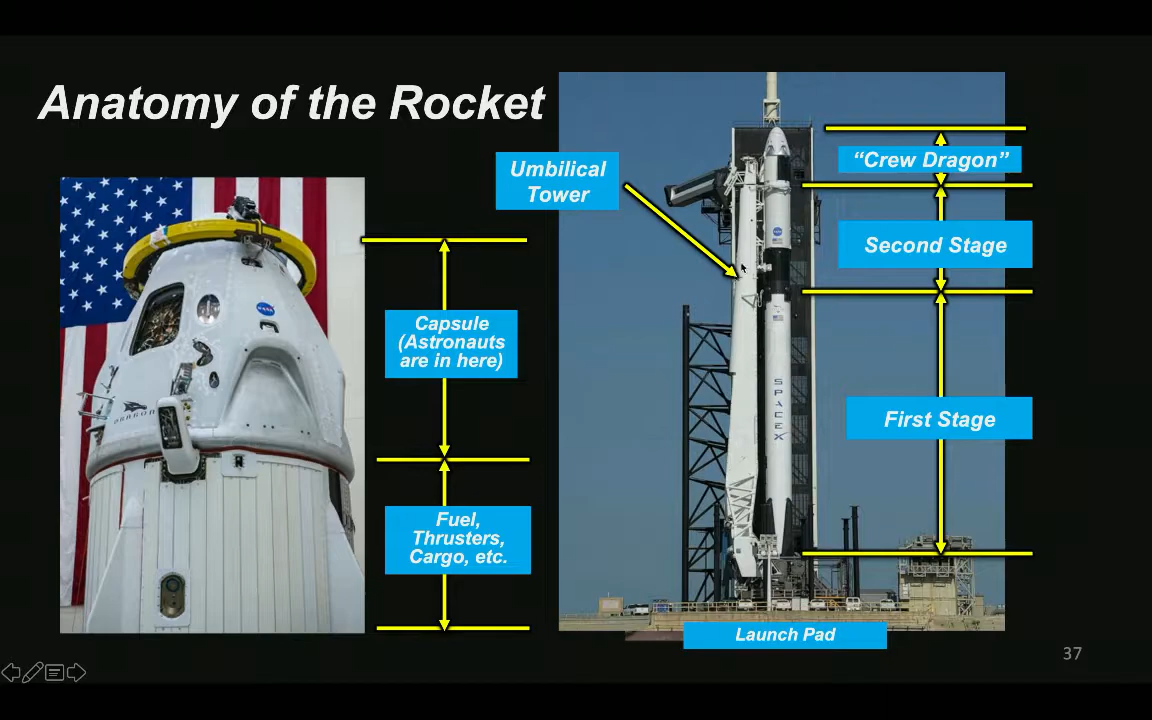 Anatomy of the Rocket
Umbilical
Tower
“Crew Dragon”
Second Stage
Capsule
(Astronauts
are in here)
First Stage
SPACEX
DRAGON
Fuel,
Thrusters,
Cargo, etc.
Launch Pad
37